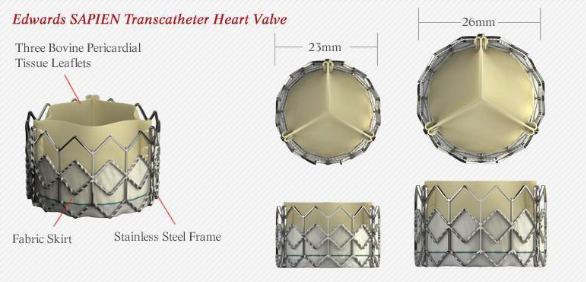 Edwards SAPIEN Transcatheter Heart Valve
Three Bovine Pericardial
Tissue Leaflets
23mm
26mm
Fabric Skirt
Stainless Steel Frame